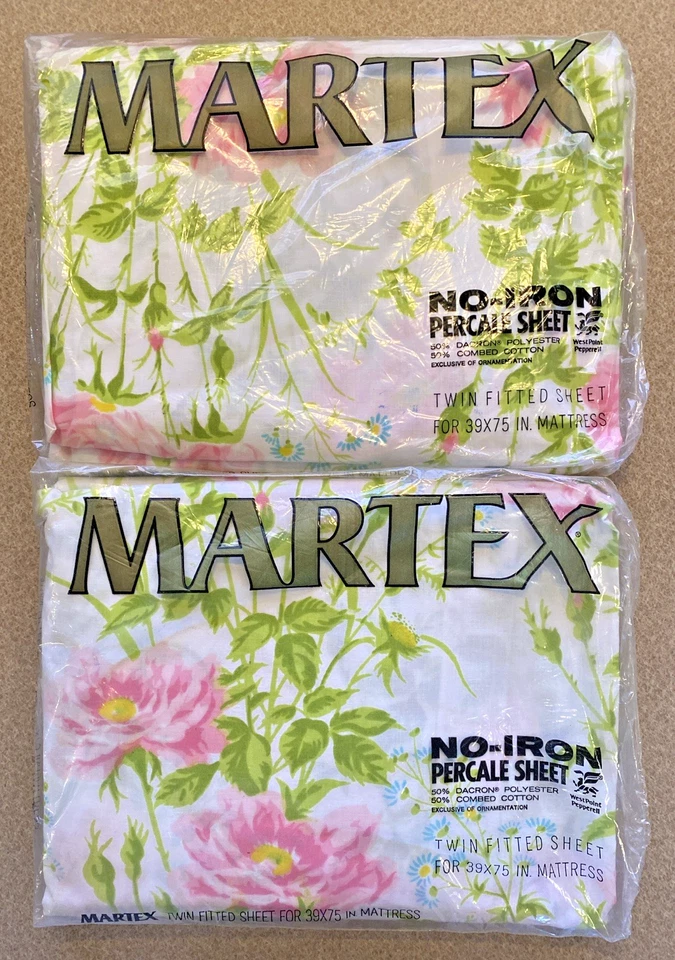 MARTEX
NO-IRON
PERCALE SHEET
50% DACRON® POLYESTER
50% COMBED COTTON
EXCLUSIVE OF ORNAMENTATION
WestPoint
Pepperell
TWIN FITTED SHEET
FOR 39X75 IN. MATTRESS
MARTEX®
NO-IRON
PERCALE SHEET
50% DACRON® POLYESTER
50% COMBED COTTON
EXCLUSIVE OF ORNAMENTATION
WestPoint
Pepperell
TWIN FITTED SHEET
FOR 39X75 IN. MATTRESS
MARTEX TWIN FITTED SHEET FOR 39X75 IN MATTRESS